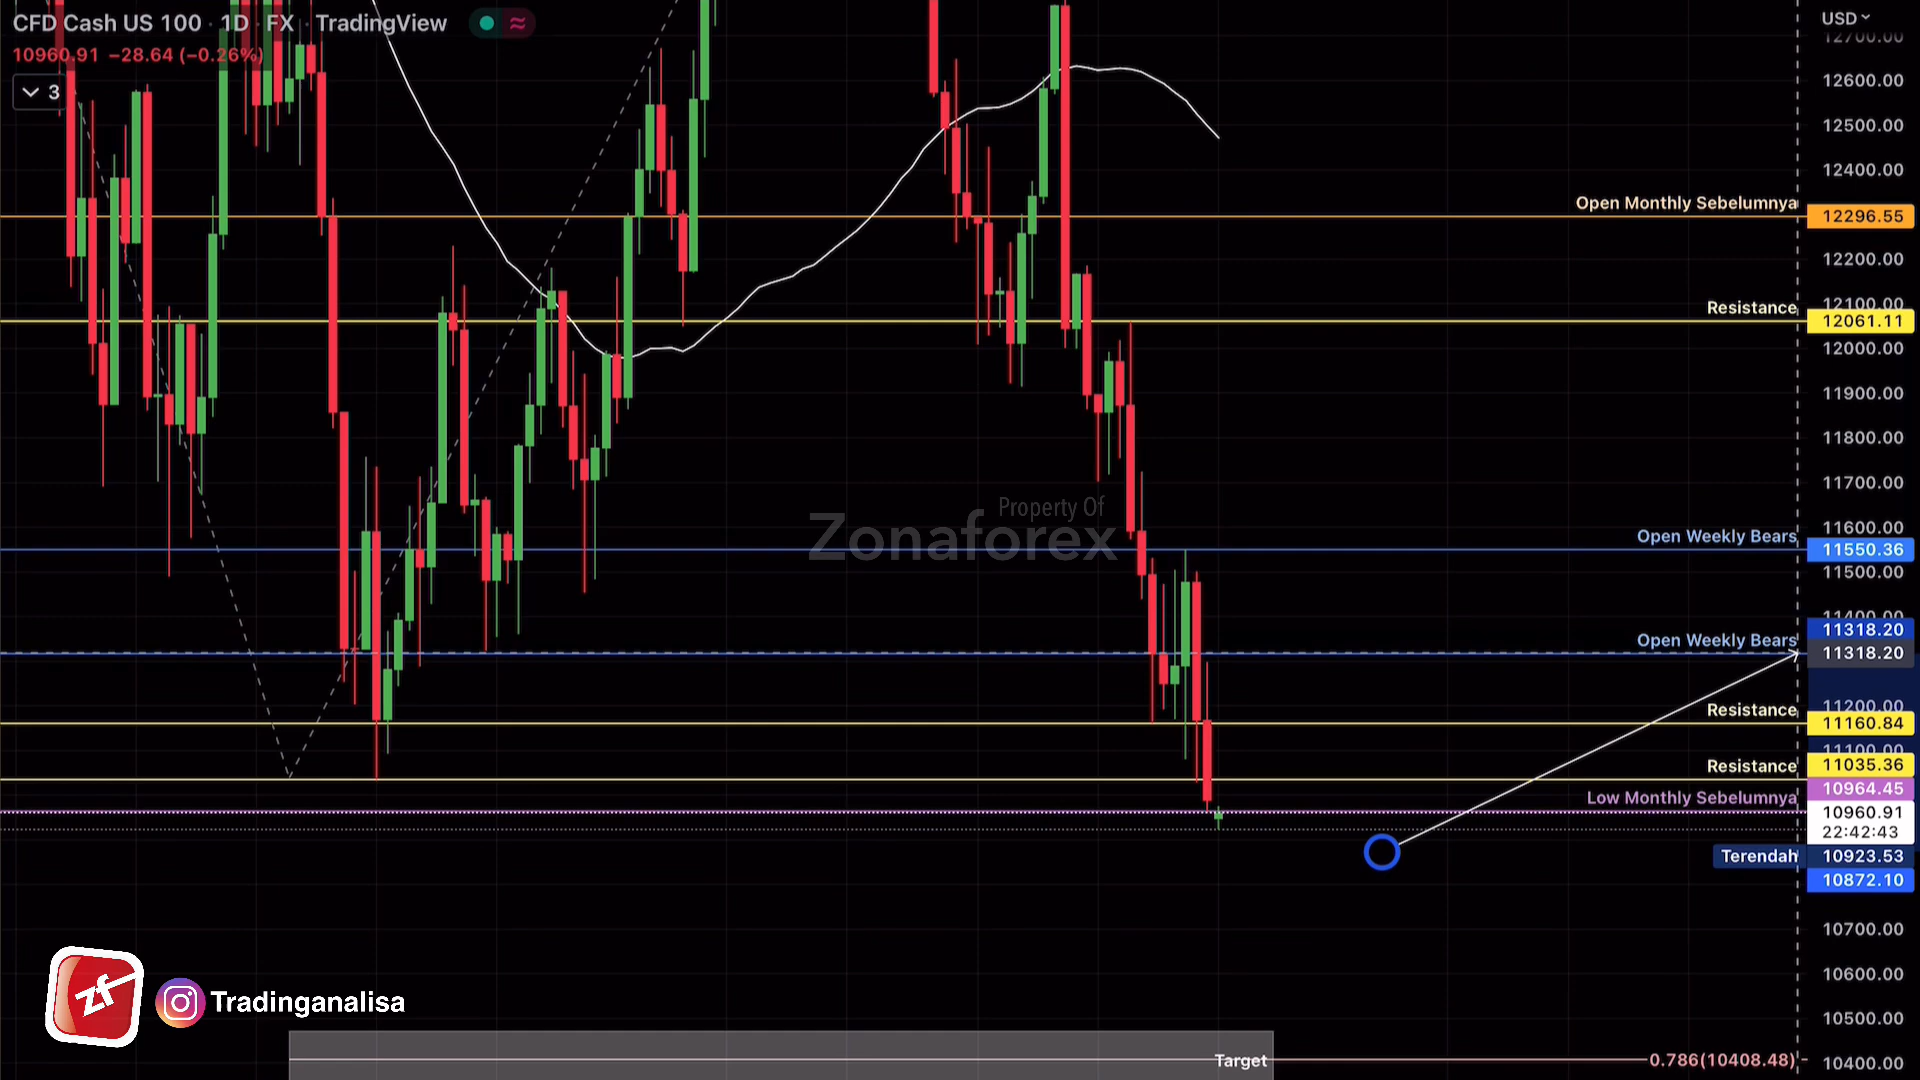 CFD Cash US 100 · 1D · FX · TradingView
10960.91 −28.64 (−0.26%)
3
USD
12700.00
12600.00
12500.00
12400.00
Open Monthly Sebelumnya 12296.55
12200.00
12100.00
Resistance 12061.11
12000.00
11900.00
11800.00
11700.00
Property Of
Zonaforex
11600.00
Open Weekly Bears 11550.36
11500.00
11400.00
11318.20
Open Weekly Bears 11318.20
11200.00
Resistance 11160.84
11100.00
Resistance 11035.36
10964.45
Low Monthly Sebelumnya
10960.91
22:42:43
Terendah 10923.53
10872.10
10700.00
10600.00
10500.00
zf
Tradinganalisa
Target
0.786(10408.48)
10400.00